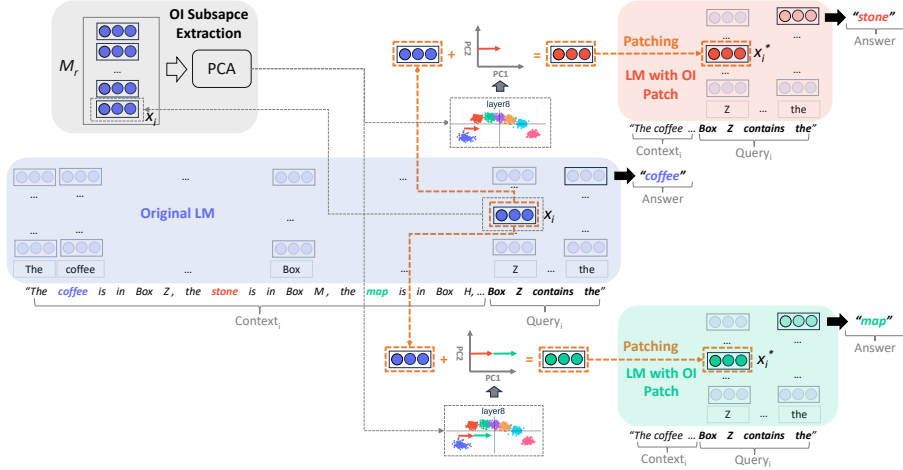 OI Subsapce
Extraction
M_r
...
x_i
PCA
+
PC2
PC1
=
layer8
Patching
x_i*
LM with OI
Patch
...
...
Z ... the
"stone"
Answer
"The coffee ... Box Z contains the"
Context_i
Query_i
Original LM
...
...
...
...
...
...
x_i
...
...
The coffee ... Box ... Z ... the
"coffee"
Answer
"The coffee is in Box Z, the stone is in Box M, the map is in Box H, ... Box Z contains the"
Context_i
Query_i
+
PC2
PC1
=
layer8
Patching
x_i*
LM with OI
Patch
...
...
Z ... the
"map"
Answer
"The coffee ... Box Z contains the"
Context_i
Query_i